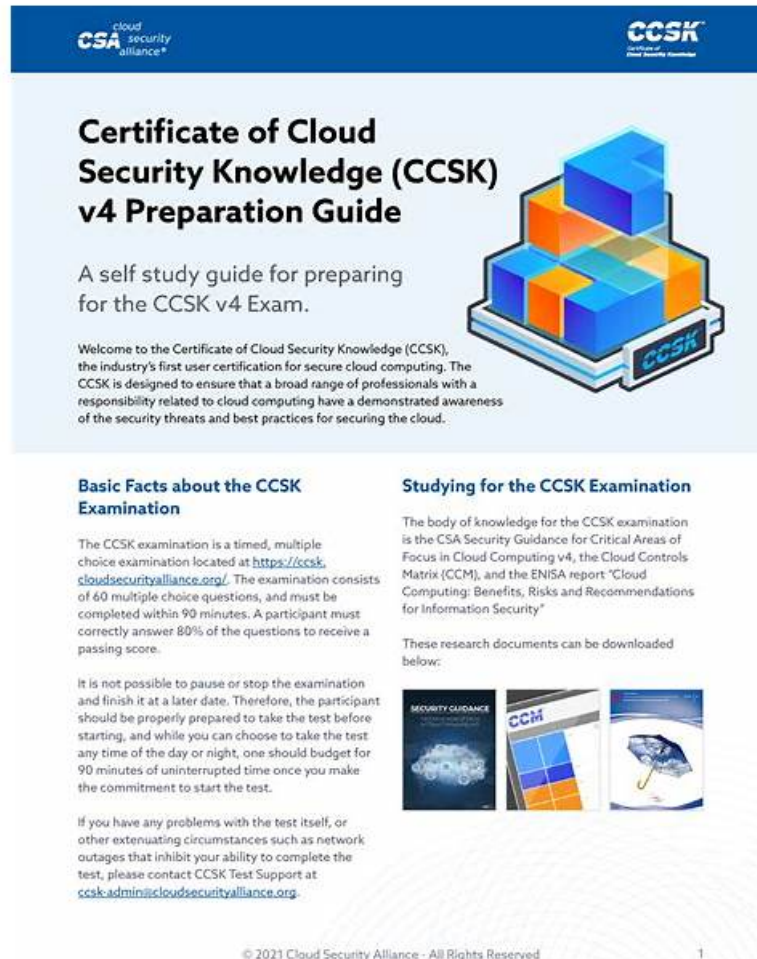 cloud
CSA security
alliance®
CCSK™
Certificate of
Cloud Security Knowledge
Certificate of Cloud
Security Knowledge (CCSK)
v4 Preparation Guide
A self study guide for preparing
for the CCSK v4 Exam.
Welcome to the Certificate of Cloud Security Knowledge (CCSK),
the industry's first user certification for secure cloud computing. The
CCSK is designed to ensure that a broad range of professionals with a
responsibility related to cloud computing have a demonstrated awareness
of the security threats and best practices for securing the cloud.
CCSK
Basic Facts about the CCSK
Examination
The CCSK examination is a timed, multiple
choice examination located at https://ccsk.
cloudsecurityalliance.org/. The examination consists
of 60 multiple choice questions, and must be
completed within 90 minutes. A participant must
correctly answer 80% of the questions to receive a
passing score.
It is not possible to pause or stop the examination
and finish it at a later date. Therefore, the participant
should be properly prepared to take the test before
starting, and while you can choose to take the test
any time of the day or night, one should budget for
90 minutes of uninterrupted time once you make
the commitment to start the test.
If you have any problems with the test itself, or
other extenuating circumstances such as network
outages that inhibit your ability to complete the
test, please contact CCSK Test Support at
ccsk-admin@cloudsecurityalliance.org.
Studying for the CCSK Examination
The body of knowledge for the CCSK examination
is the CSA Security Guidance for Critical Areas of
Focus in Cloud Computing v4, the Cloud Controls
Matrix (CCM), and the ENISA report "Cloud
Computing: Benefits, Risks and Recommendations
for Information Security"
These research documents can be downloaded
below:
SECURITY GUIDANCE
CCM
© 2021 Cloud Security Alliance - All Rights Reserved
1